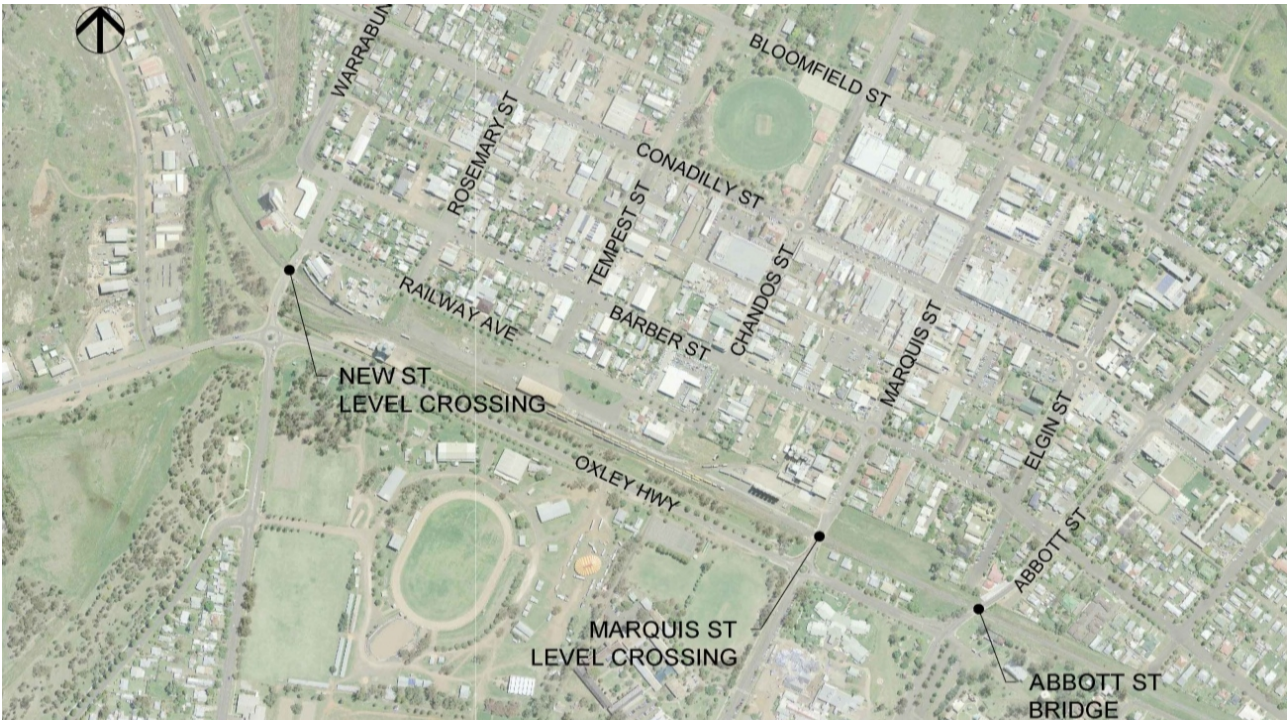 WARRABUN
BLOOMFIELD ST
ROSEMARY ST
CONADILLY ST
TEMPEST ST
CHANDOS ST
RAILWAY AVE
BARBER ST
MARQUIS ST
NEW ST
LEVEL CROSSING
ELGIN ST
OXLEY HWY
ABBOTT ST
MARQUIS ST
LEVEL CROSSING
ABBOTT ST
BRIDGE